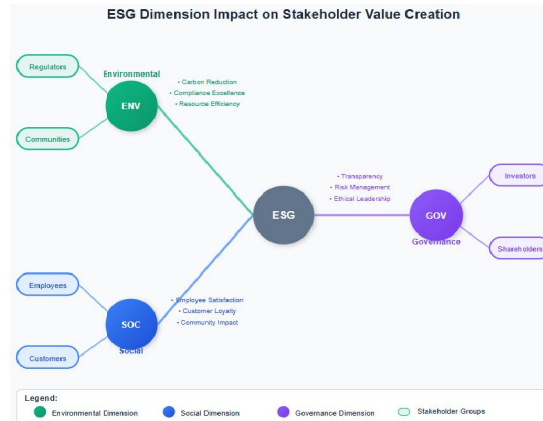 ESG Dimension Impact on Stakeholder Value Creation
Regulators
Communities
Environmental
ENV
• Carbon Reduction
• Compliance Excellence
• Resource Efficiency
ESG
• Transparency
• Risk Management
• Ethical Leadership
GOV
Governance
Investors
Shareholders
Employees
Customers
SOC
Social
• Employee Satisfaction
• Customer Loyalty
• Community Impact
Legend:
Environmental Dimension
Social Dimension
Governance Dimension
Stakeholder Groups